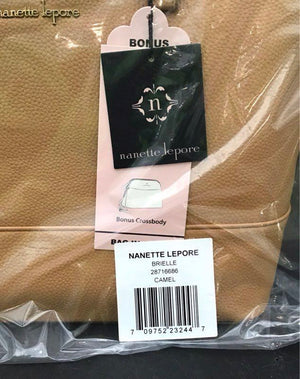 nanette lepore
BONUS
n
nanette lepore
Bonus Crossbody
NANETTE LEPORE
BRIELLE
28716686
CAMEL
7 09752 23244 7